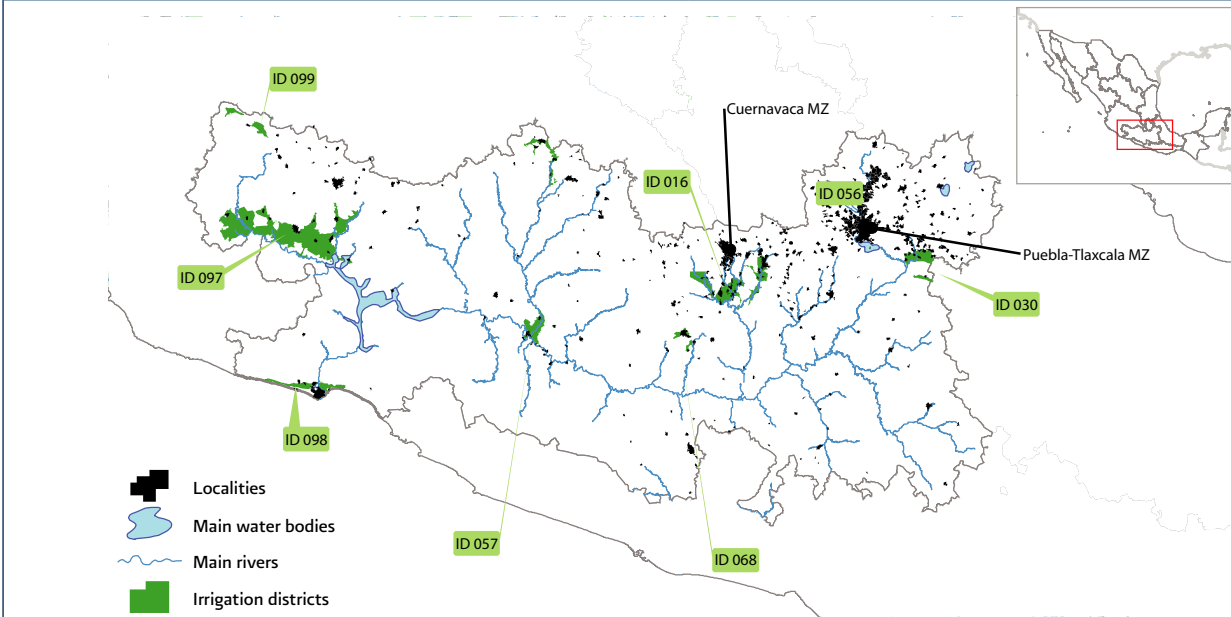 ID 099
Cuernavaca MZ
ID 016
ID 056
Puebla-Tlaxcala MZ
ID 097
ID 030
ID 098
Localities
Main water bodies
ID 057
ID 068
Main rivers
Irrigation districts